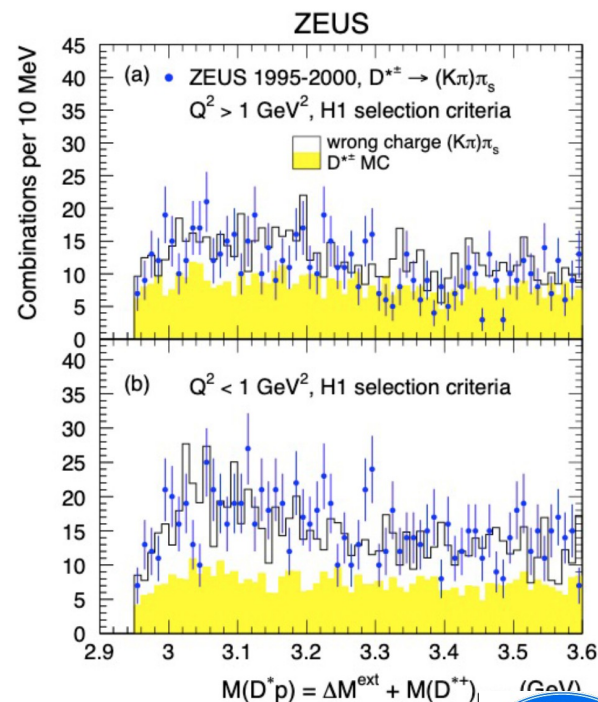 ZEUS
Combinations per 10 MeV
45
40
35
30
25
20
15
10
5
0
(a) ZEUS 1995-2000, D*± → (Kπ)πs
Q² > 1 GeV², H1 selection criteria
wrong charge (Kπ)πs
D*± MC
40
35
30
25
20
15
10
5
0
(b) Q² < 1 GeV², H1 selection criteria
2.9 3 3.1 3.2 3.3 3.4 3.5 3.6
M(D*p) = ΔM^ext + M(D*+) (GeV)